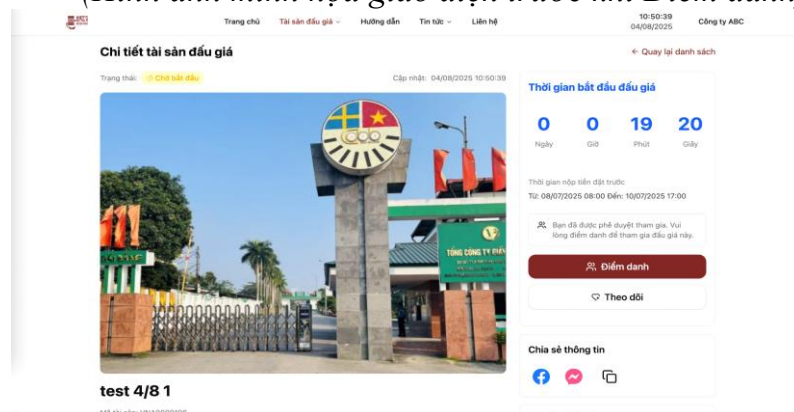 (Hình ảnh minh họa giao diện trước khi Điểm danh)
Trang chủ Tài sản đấu giá Hướng dẫn Tin tức Liên hệ
10:50:39
04/08/2025
Công ty ABC
Chi tiết tài sản đấu giá
← Quay lại danh sách
Trạng thái: Chờ bắt đầu
Cập nhật: 04/08/2025 10:50:39
TỔNG CÔNG TY
Thời gian bắt đầu đấu giá
0 0 19 20
Ngày Giờ Phút Giây
Thời gian nộp tiền đặt trước
Từ: 08/07/2025 08:00 Đến: 10/07/2025 17:00
Bạn đã được phê duyệt tham gia. Vui
lòng điểm danh để tham gia đấu giá này.
Điểm danh
Theo dõi
Chia sẻ thông tin
test 4/8 1